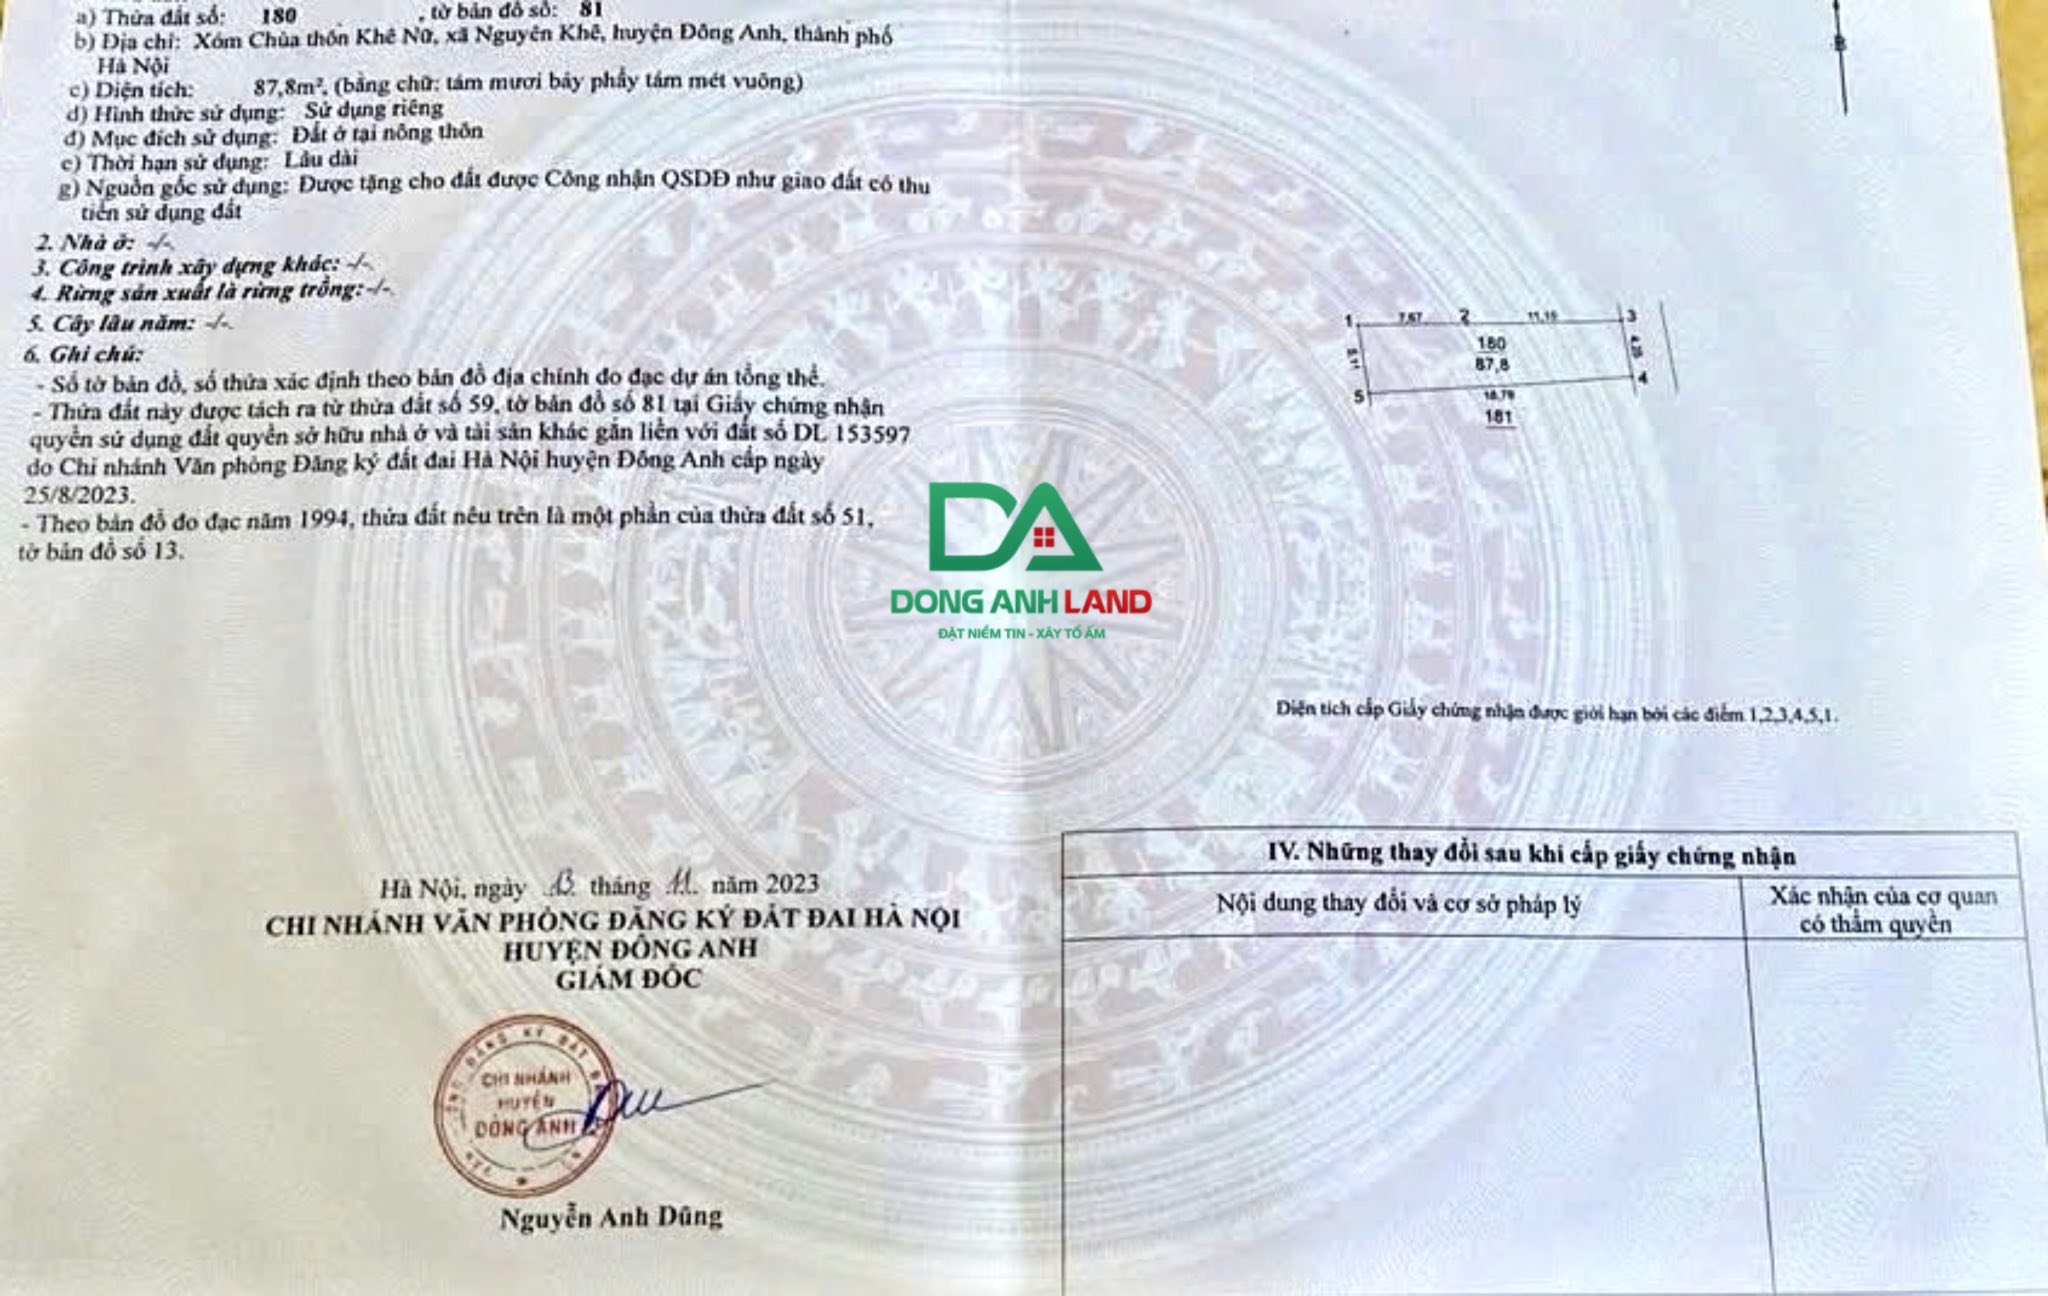 a) Thửa đất số: 180 , tờ bản đồ số: 81
b) Địa chỉ: Xóm Chùa thôn Khê Nữ, xã Nguyên Khê, huyện Đông Anh, thành phố
Hà Nội
c) Diện tích: 87,8m², (bằng chữ: tám mươi bảy phẩy tám mét vuông)
d) Hình thức sử dụng: Sử dụng riêng
đ) Mục đích sử dụng: Đất ở tại nông thôn
e) Thời hạn sử dụng: Lâu dài
g) Nguồn gốc sử dụng: Được tặng cho đất được Công nhận QSDĐ như giao đất có thu
tiền sử dụng đất
2. Nhà ở: -/-.
3. Công trình xây dựng khác: -/-.
4. Rừng sản xuất là rừng trồng: -/-.
5. Cây lâu năm: -/-.
6. Ghi chú:
- Số tờ bản đồ, số thửa xác định theo bản đồ địa chính đo đạc dự án tổng thể.
- Thửa đất này được tách ra từ thửa đất số 59, tờ bản đồ số 81 tại Giấy chứng nhận
quyền sử dụng đất quyền sở hữu nhà ở và tài sản khác gắn liền với đất số DL 153597
do Chi nhánh Văn phòng Đăng ký đất đai Hà Nội huyện Đông Anh cấp ngày
25/8/2023.
- Theo bản đồ đo đạc năm 1994, thửa đất nêu trên là một phần của thửa đất số 51,
tờ bản đồ số 13.
Hà Nội, ngày 13 tháng 11 năm 2023
CHI NHÁNH VĂN PHÒNG ĐĂNG KÝ ĐẤT ĐAI HÀ NỘI
HUYỆN ĐÔNG ANH
GIÁM ĐỐC
CHI NHÁNH
HUYỆN
ĐÔNG ANH
Nguyễn Anh Dũng
DA
DONG ANH LAND
ĐẶT NIỀM TIN - XÂY TỔ ẤM
B
1 7,67 2 11,15 3
180
87,8
4
5
18,79
181
Diện tích cấp Giấy chứng nhận được giới hạn bởi các điểm 1,2,3,4,5,1.
IV. Những thay đổi sau khi cấp giấy chứng nhận
Nội dung thay đổi và cơ sở pháp lý
Xác nhận của cơ quan
có thẩm quyền